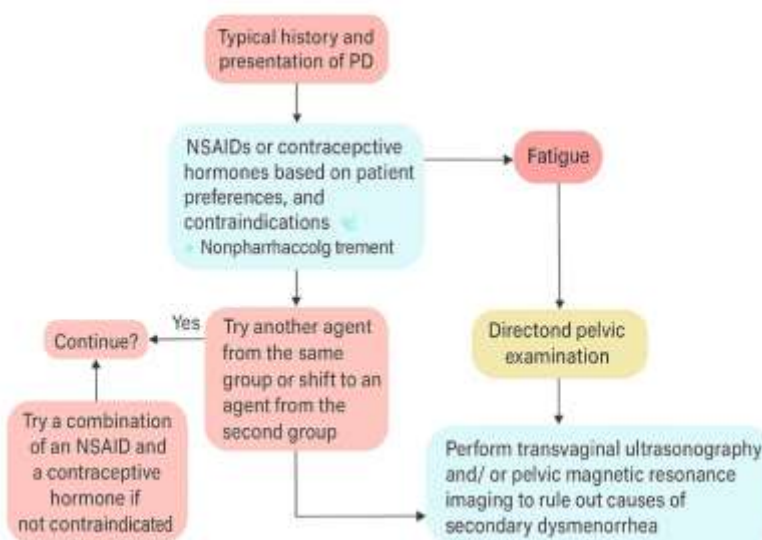 Typical history and
presentation of PD
NSAIDs or contracepctive
hormones based on patient
preferences, and
contraindications
Nonpharrhaccolg trement
Fatigue
Yes
Continue?
Try another agent
from the same
group or shift to an
agent from the
second group
Directond pelvic
examination
Try a combination
of an NSAID and
a contraceptive
hormone if
not contraindicated
Perform transvaginal ultrasonography
and/ or pelvic magnetic resonance
imaging to rule out causes of
secondary dysmenorrhea